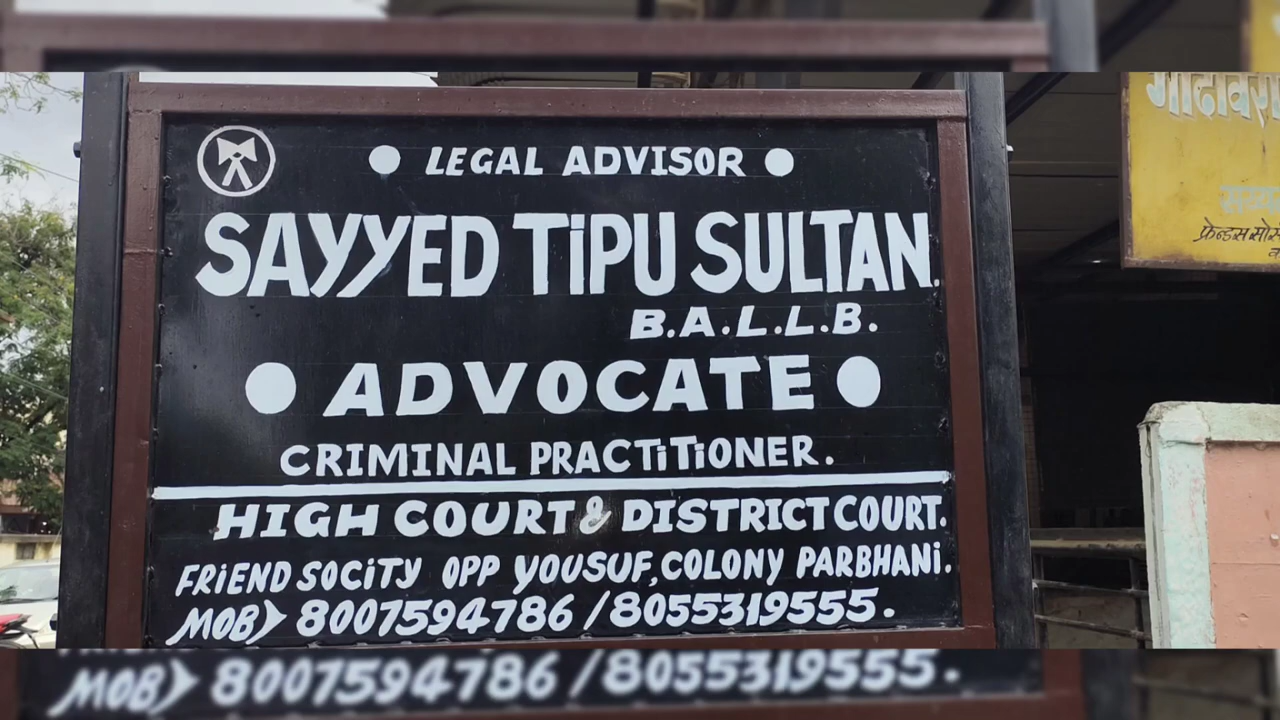 LEGAL ADVISOR
SAYYED TiPU SULTAN.
B.A.L.L.B.
ADVOCATE
CRIMINAL PRACTiTiONER.
HIGH COURT & DISTRICT COURT.
FRiEND SOCiTY OPP YOUSUF, COLONY PARBHANi.
MOB> 8007594786 / 8055319555.
फ्रेन्डस
MOB> 8007594786 / 8055319555.